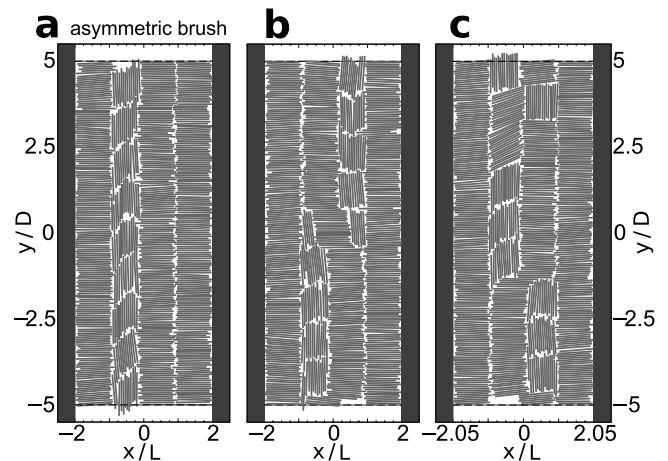 a asymmetric brush b c
5 5
2.5 2.5
0 0
−2.5 −2.5
−5 −5
y / D y / D
−2 0 2 −2 0 2 −2.05 0 2.05
x / L x / L x / L